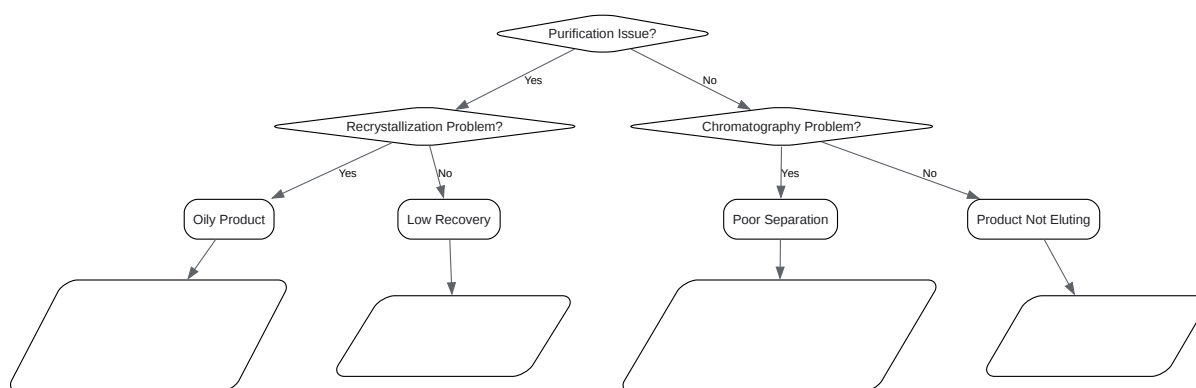 Purification Issue?
Yes
No
Recrystallization Problem?
Chromatography Problem?
Yes
No
Yes
No
Oily Product
Low Recovery
Poor Separation
Product Not Eluting